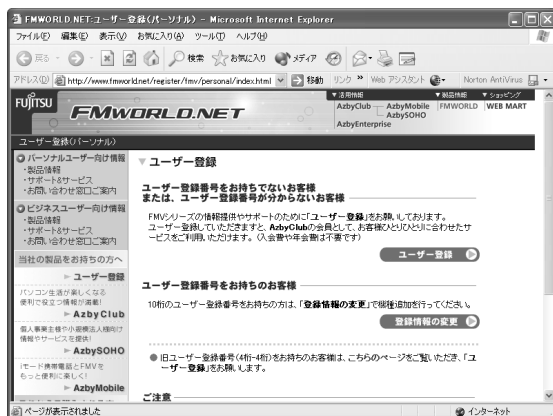 FMWORLD.NET:ユーザー登録(パーソナル) - Microsoft Internet Explorer
ファイル(F) 編集(E) 表示(V) お気に入り(A) ツール(T) ヘルプ(H)
戻る 検索 お気に入り メディア
アドレス(D) http://www.fmworld.net/register/fmv/personal/index.html 移動 リンク » Web アシスタント Norton AntiVirus
FUJITSU
FMWORLD.NET
▼活用情報 ▼製品情報 ▼ショッピング
AzbyClub AzbyMobile FMWORLD WEB MART
AzbySOHO
AzbyEnterprise
ユーザー登録(パーソナル)
パーソナルユーザー向け情報
・製品情報
・サポート&サービス
・お問い合わせ窓口ご案内
ビジネスユーザー向け情報
・製品情報
・サポート&サービス
・お問い合わせ窓口ご案内
当社の製品をお持ちの方へ
ユーザー登録
パソコン生活が楽しくなる
便利で役立つ情報が満載!
AzbyClub
個人事業主様や小規模法人様向け
情報やサービスを提供!
AzbySOHO
iモード携帯電話とFMVを
もっと便利に楽しく!
AzbyMobile
▼ユーザー登録
ユーザー登録番号をお持ちでないお客様
または、ユーザー登録番号が分からないお客様
FMVシリーズの情報提供やサポートのために「ユーザー登録」をお願いしております。
ユーザー登録していただきますと、AzbyClubの会員として、お客様ひとりひとりに合わせたサ
ービスをご利用いただけます。(入会費や年会費は不要です)
ユーザー登録
ユーザー登録番号をお持ちのお客様
10桁のユーザー登録番号をお持ちの方は、「登録情報の変更」で機種追加を行ってください。
登録情報の変更
● 旧ユーザー登録番号(4桁-4桁)をお持ちのお客様は、こちらのページをご覧いただき、「ユ
ーザー登録」をお願いします。
ご注意
ページが表示されました インターネット